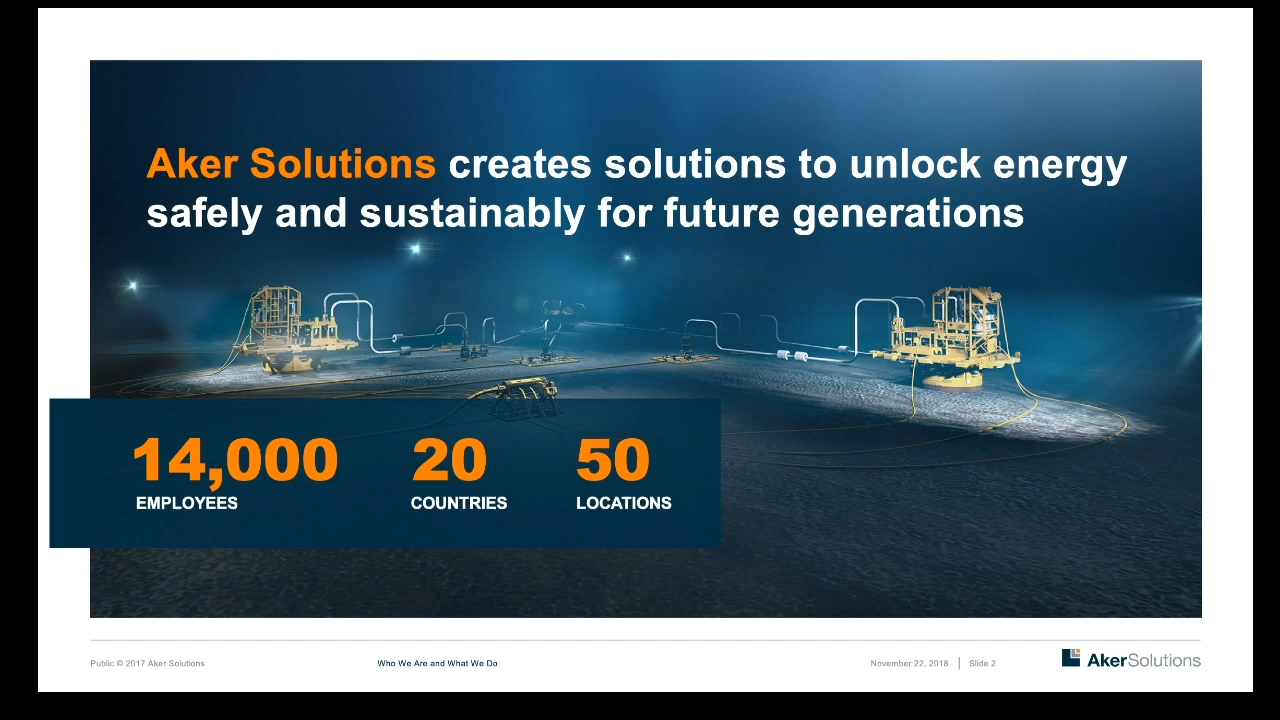 Aker Solutions creates solutions to unlock energy
safely and sustainably for future generations
14,000 20 50
EMPLOYEES COUNTRIES LOCATIONS
Public © 2017 Aker Solutions Who We Are and What We Do November 22, 2018 | Slide 2 AkerSolutions